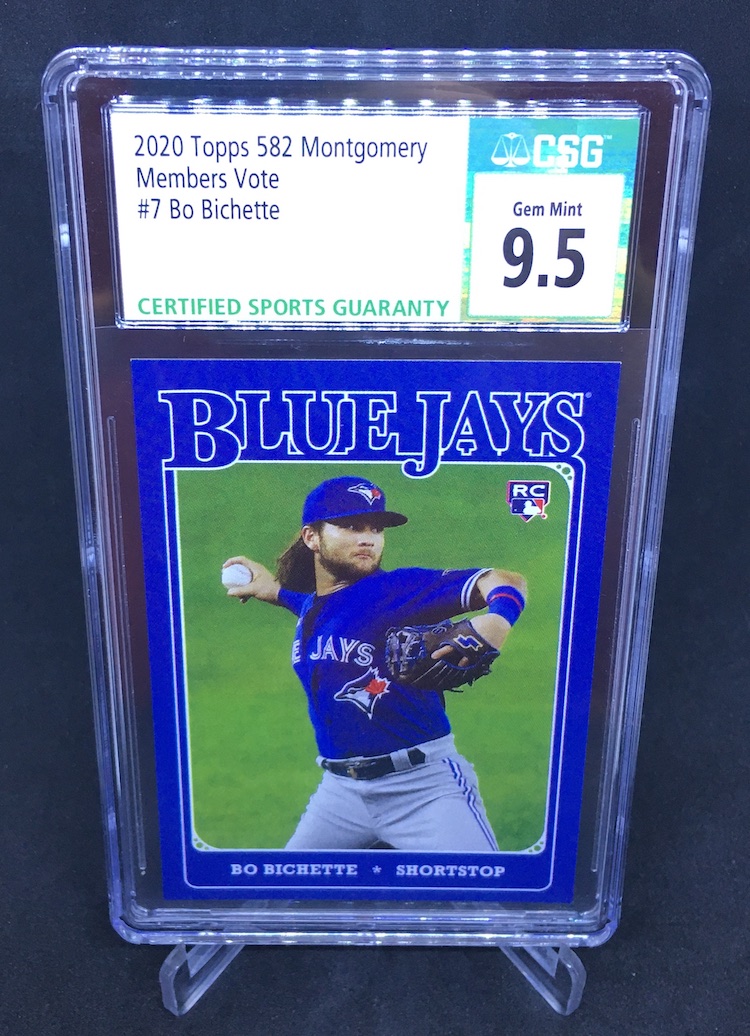 2020 Topps 582 Montgomery
Members Vote
#7 Bo Bichette
CERTIFIED SPORTS GUARANTY
CSG™
Gem Mint
9.5
BLUE JAYS®
RC
E JAYS
BO BICHETTE * SHORTSTOP